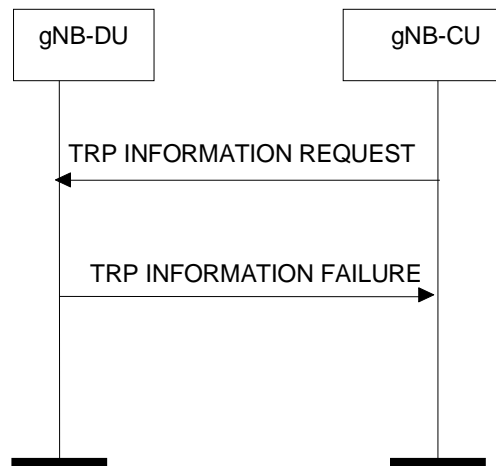 gNB-DU
gNB-CU
TRP INFORMATION REQUEST
TRP INFORMATION FAILURE